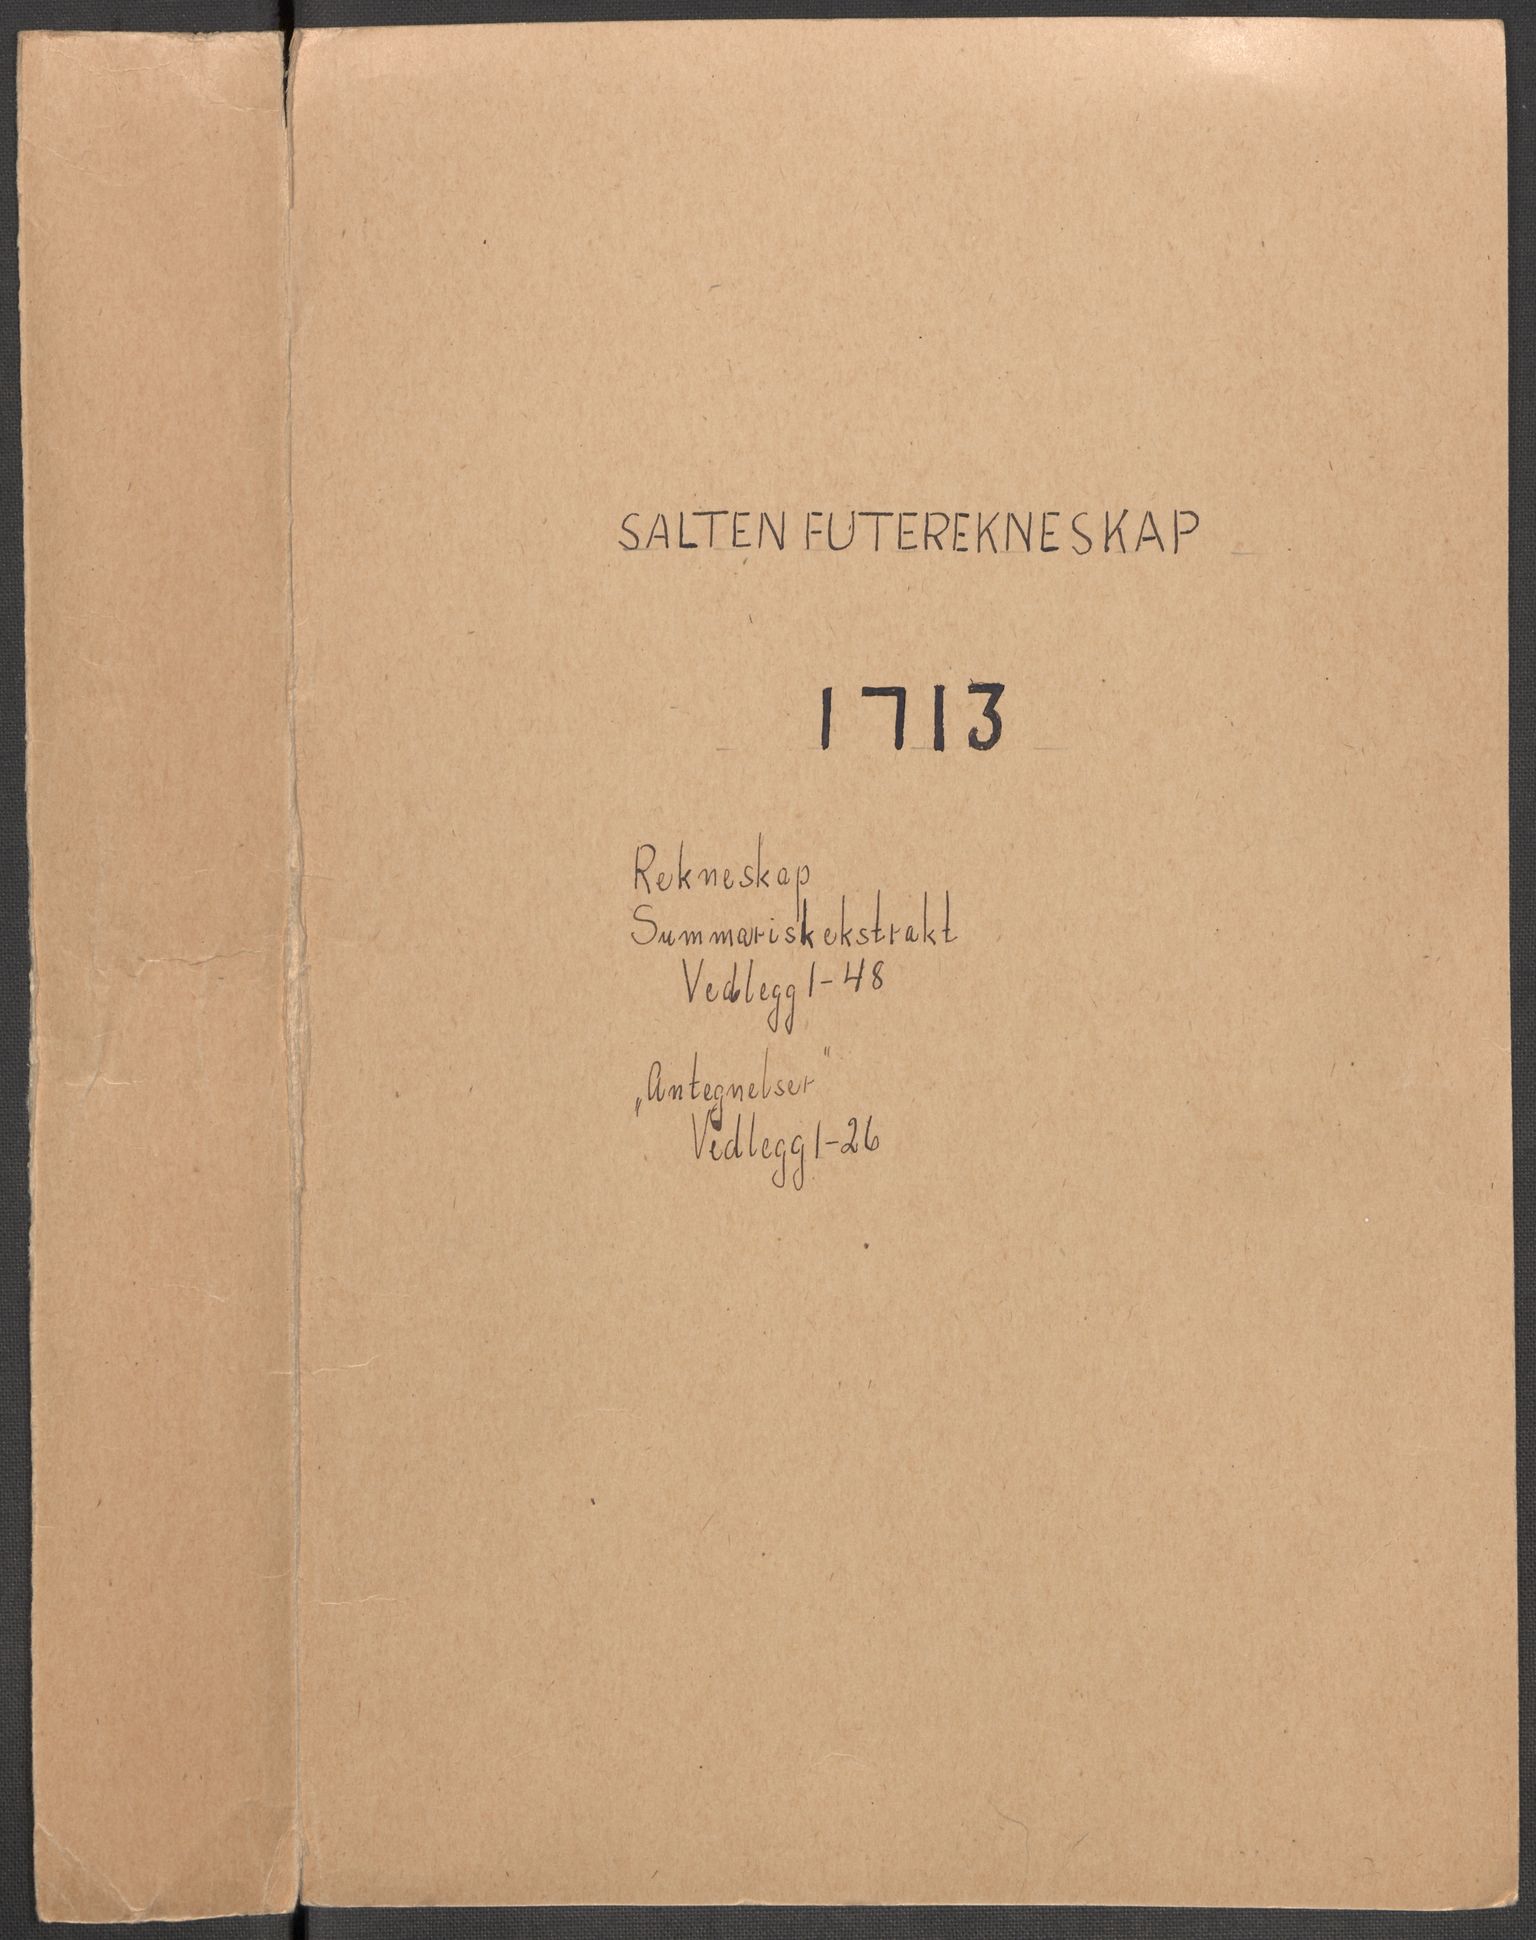 SALTEN FUTEREKNESKAP
1713
Rekneskap
Summariskekstrakt
Vedlegg 1-48
„Antegnelser"
Vedlegg 1-26